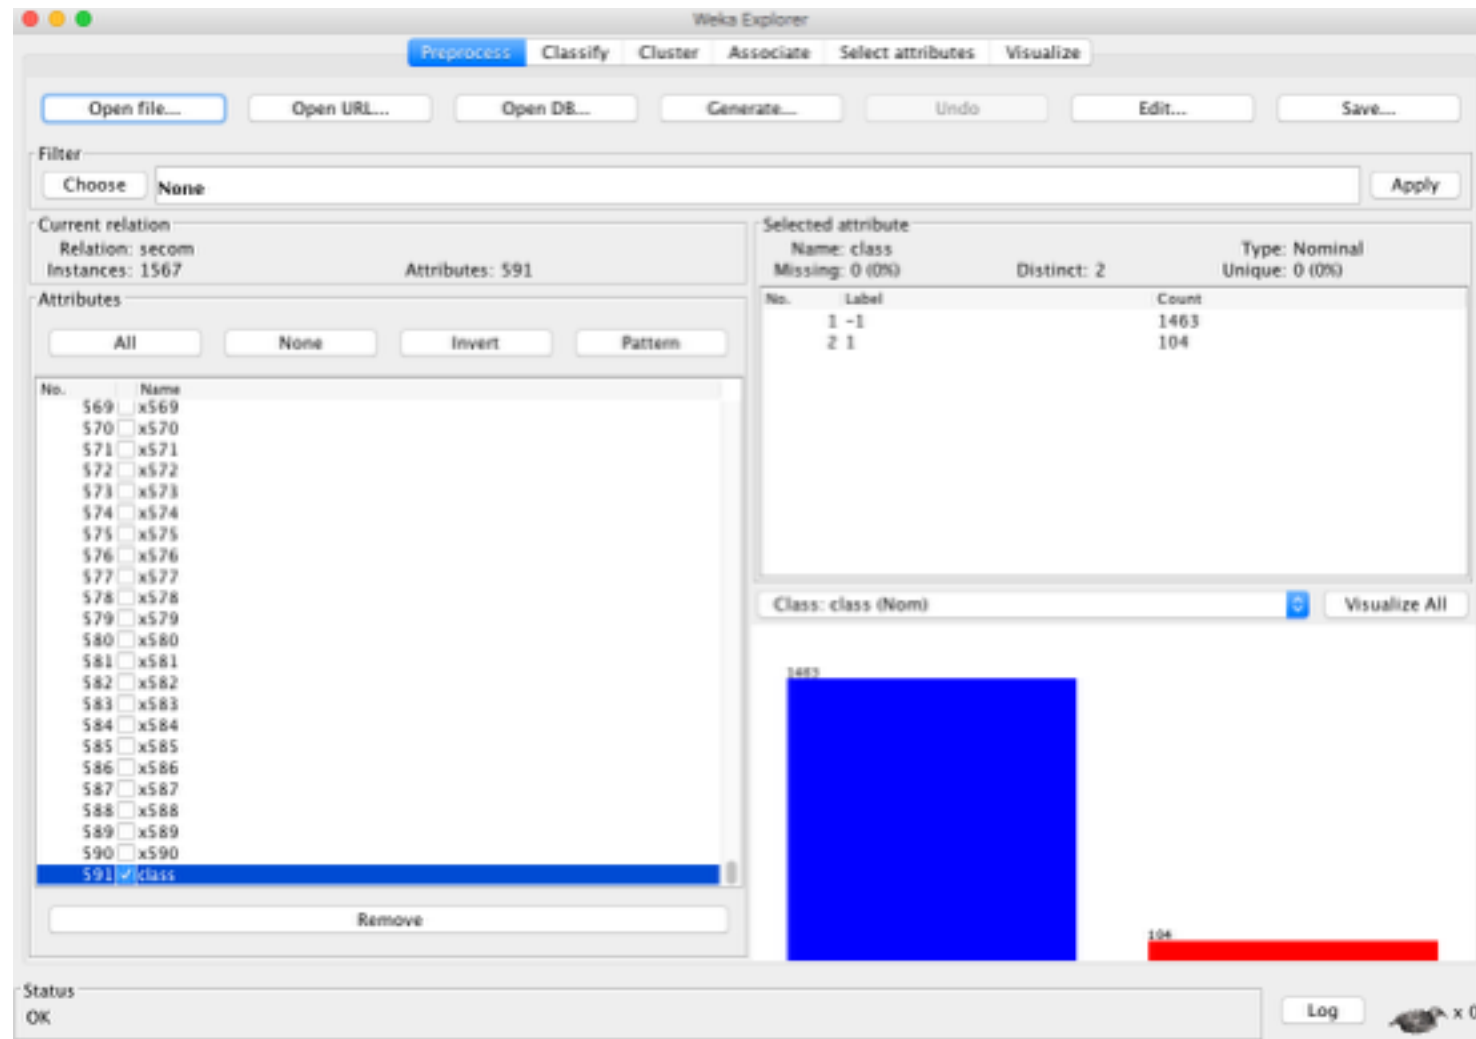 Weka Explorer
Preprocess Classify Cluster Associate Select attributes Visualize
Open file... Open URL... Open DB... Generate... Undo Edit... Save...
Filter
Choose None Apply
Current relation
Relation: secom
Instances: 1567 Attributes: 591
Selected attribute
Name: class Type: Nominal
Missing: 0 (0%) Distinct: 2 Unique: 0 (0%)
Attributes
All None Invert Pattern
No. Name
569 x569
570 x570
571 x571
572 x572
573 x573
574 x574
575 x575
576 x576
577 x577
578 x578
579 x579
580 x580
581 x581
582 x582
583 x583
584 x584
585 x585
586 x586
587 x587
588 x588
589 x589
590 x590
591 class
Remove
No. Label Count
1 -1 1463
2 1 104
Class: class (Nom) Visualize All
1463
104
Status
OK
Log x 0